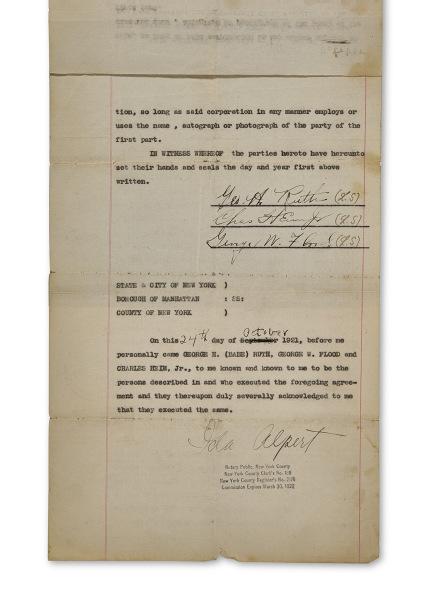 tion, so long as said corporation in any manner employs or
uses the name , autograph or photograph of the party of the
first part.
IN WITNESS WHEREOF the parties hereto have hereunto
set their hands and seals the day and year first above
written.
Geo H Ruth (L.S)
Chas H Ein Jr (L.S)
George W. Flood (L.S)
STATE & CITY OF NEW YORK )
BOROUGH OF MANHATTAN : SS:
COUNTY OF NEW YORK )
October
On this 24th day of September 1921, before me
personally came GEORGE H. (BABE) RUTH, GEORGE W. FLOOD and
CHARLES HEIN, Jr., to me known and known to me to be the
persons described in and who executed the foregoing agree-
ment and they thereupon duly severally acknowledged to me
that they executed the same.
Ida Alpert
Notary Public, New York County
New York County Clerk's No.
New York County Register's No.
Commission Expires March 30, 1922